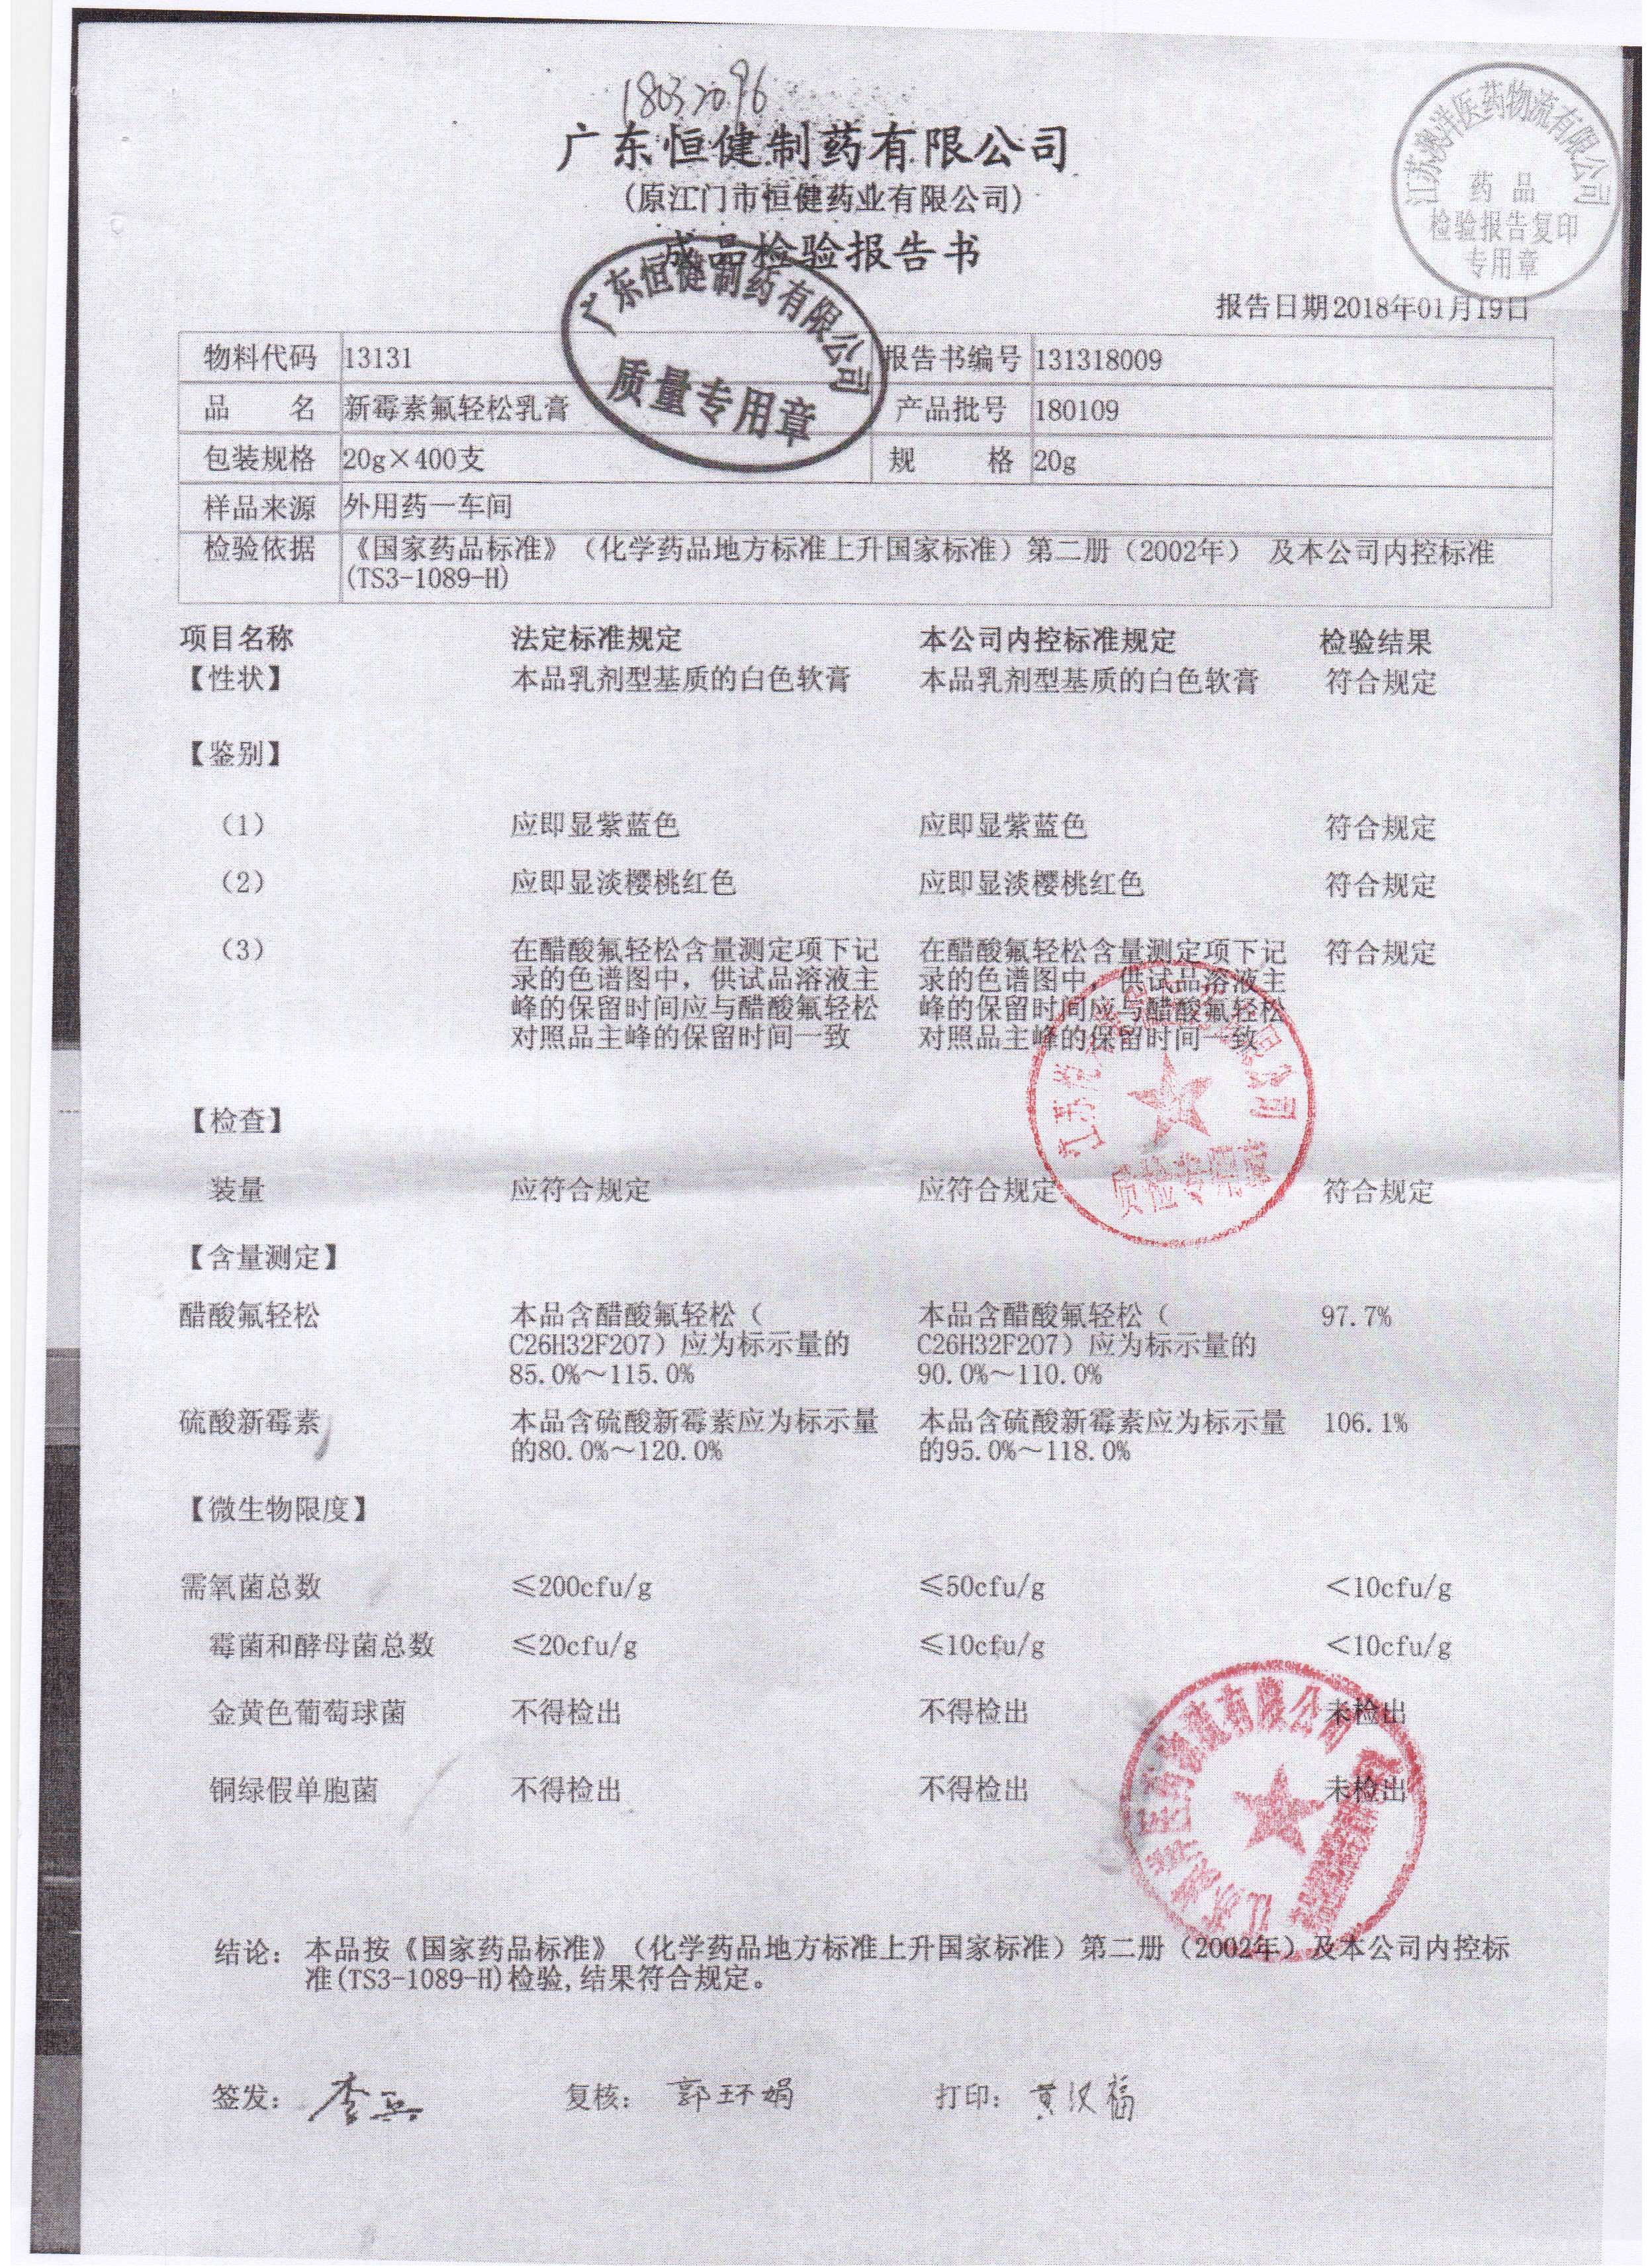 18032096
广东恒健制药有限公司
(原江门市恒健药业有限公司)
成品检验报告书
江苏澳洋医药物流有限公司
药品
检验报告复印
专用章
广东恒健制药有限公司
质量专用章
报告日期2018年01月19日
物料代码 13131 报告书编号 131318009
品 名 新霉素氟轻松乳膏 产品批号 180109
包装规格 20g×400支 规 格 20g
样品来源 外用药一车间
检验依据 《国家药品标准》（化学药品地方标准上升国家标准）第二册（2002年） 及本公司内控标准
(TS3-1089-H)
项目名称 法定标准规定 本公司内控标准规定 检验结果
【性状】 本品乳剂型基质的白色软膏 本品乳剂型基质的白色软膏 符合规定
【鉴别】
（1） 应即显紫蓝色 应即显紫蓝色 符合规定
（2） 应即显淡樱桃红色 应即显淡樱桃红色 符合规定
（3） 在醋酸氟轻松含量测定项下记 在醋酸氟轻松含量测定项下记 符合规定
录的色谱图中，供试品溶液主 录的色谱图中，供试品溶液主
峰的保留时间应与醋酸氟轻松 峰的保留时间应与醋酸氟轻松
对照品主峰的保留时间一致 对照品主峰的保留时间一致
【检查】
质检专用章
装量 应符合规定 应符合规定 符合规定
【含量测定】
醋酸氟轻松 本品含醋酸氟轻松（ 本品含醋酸氟轻松（ 97.7%
C26H32F2O7）应为标示量的 C26H32F2O7）应为标示量的
85.0%～115.0% 90.0%～110.0%
硫酸新霉素 本品含硫酸新霉素应为标示量 本品含硫酸新霉素应为标示量 106.1%
的80.0%～120.0% 的95.0%～118.0%
【微生物限度】
需氧菌总数 ≤200cfu/g ≤50cfu/g ＜10cfu/g
霉菌和酵母菌总数 ≤20cfu/g ≤10cfu/g ＜10cfu/g
金黄色葡萄球菌 不得检出 不得检出 未检出
铜绿假单胞菌 不得检出 不得检出 未检出
江苏澳洋医药物流有限公司
结论： 本品按《国家药品标准》（化学药品地方标准上升国家标准）第二册（2002年）及本公司内控标
准(TS3-1089-H)检验,结果符合规定。
签发： 复核： 郭环娟 打印： 黄汉福